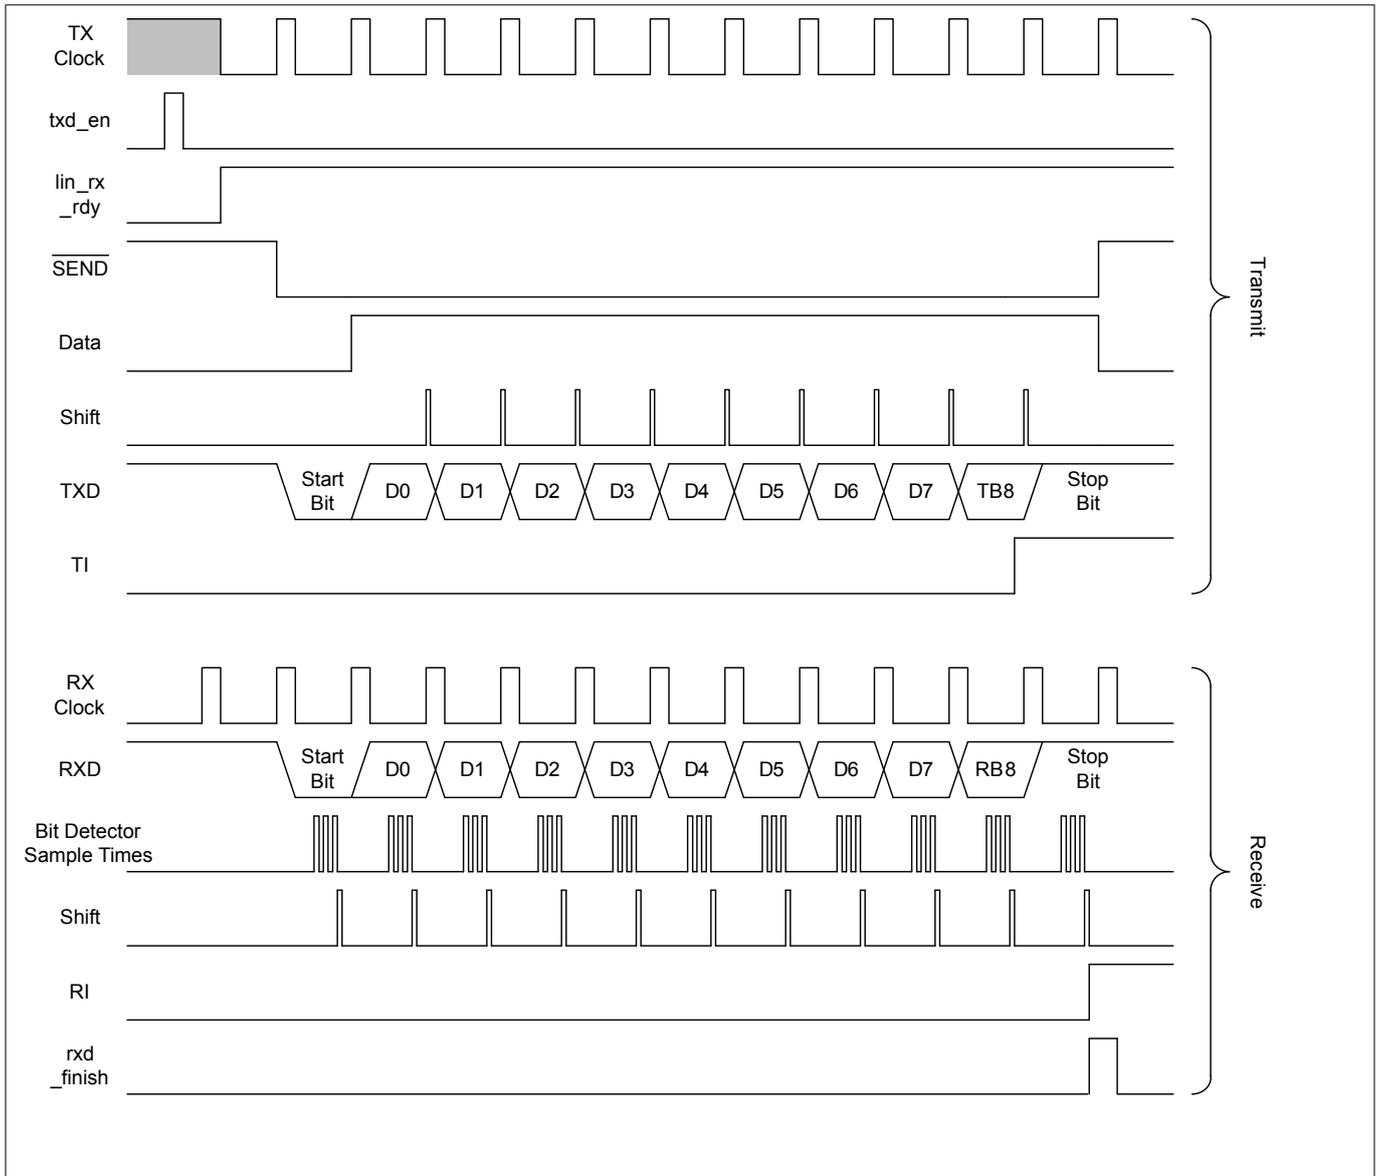 TX
Clock
txd_en
lin_rx
_rdy
SEND
Data
Shift
TXD
Start
Bit
D0
D1
D2
D3
D4
D5
D6
D7
TB8
Stop
Bit
TI
Transmit
RX
Clock
RXD
Start
Bit
D0
D1
D2
D3
D4
D5
D6
D7
RB8
Stop
Bit
Bit Detector
Sample Times
Shift
RI
rxd
_finish
Receive